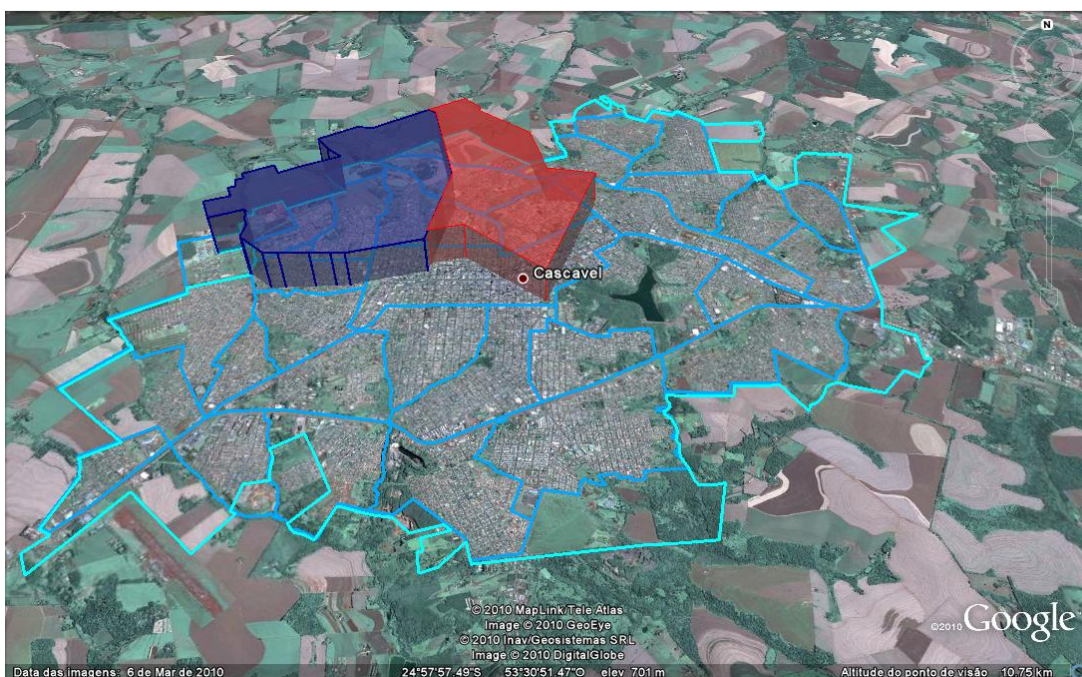 N
Cascavel
© 2010 MapLink/Tele Atlas
Image © 2010 GeoEye
© 2010 Inav/Geosistemas SRL
Image © 2010 DigitalGlobe
©2010 Google
Data das imagens: 6 de Mar de 2010 24°57'57.49"S 53°30'51.47"O elev 701 m Altitude do ponto de visão 10.75 km